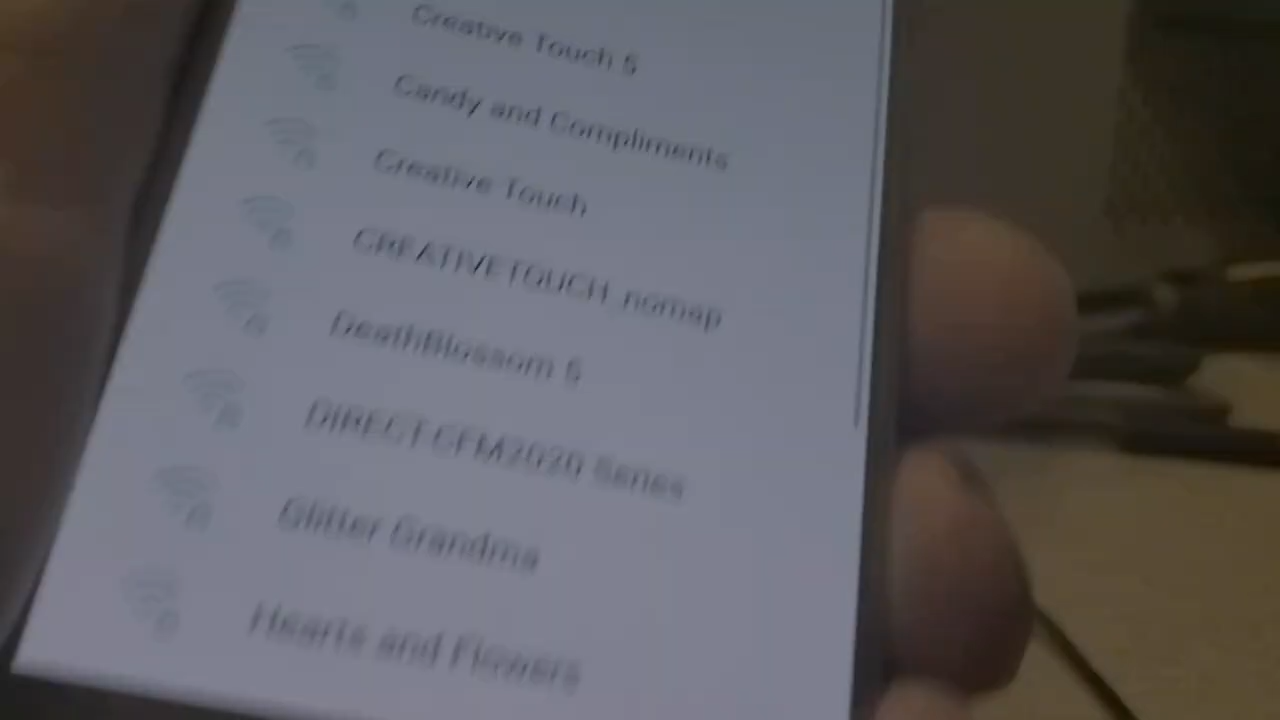 Creative Touch 5
Candy and Compliments
Creative Touch
CREATIVETOUCH_nomap
DeathBlossom 5
DIRECT-CFM2020 Series
Glitter Grandma
Hearts and Flowers